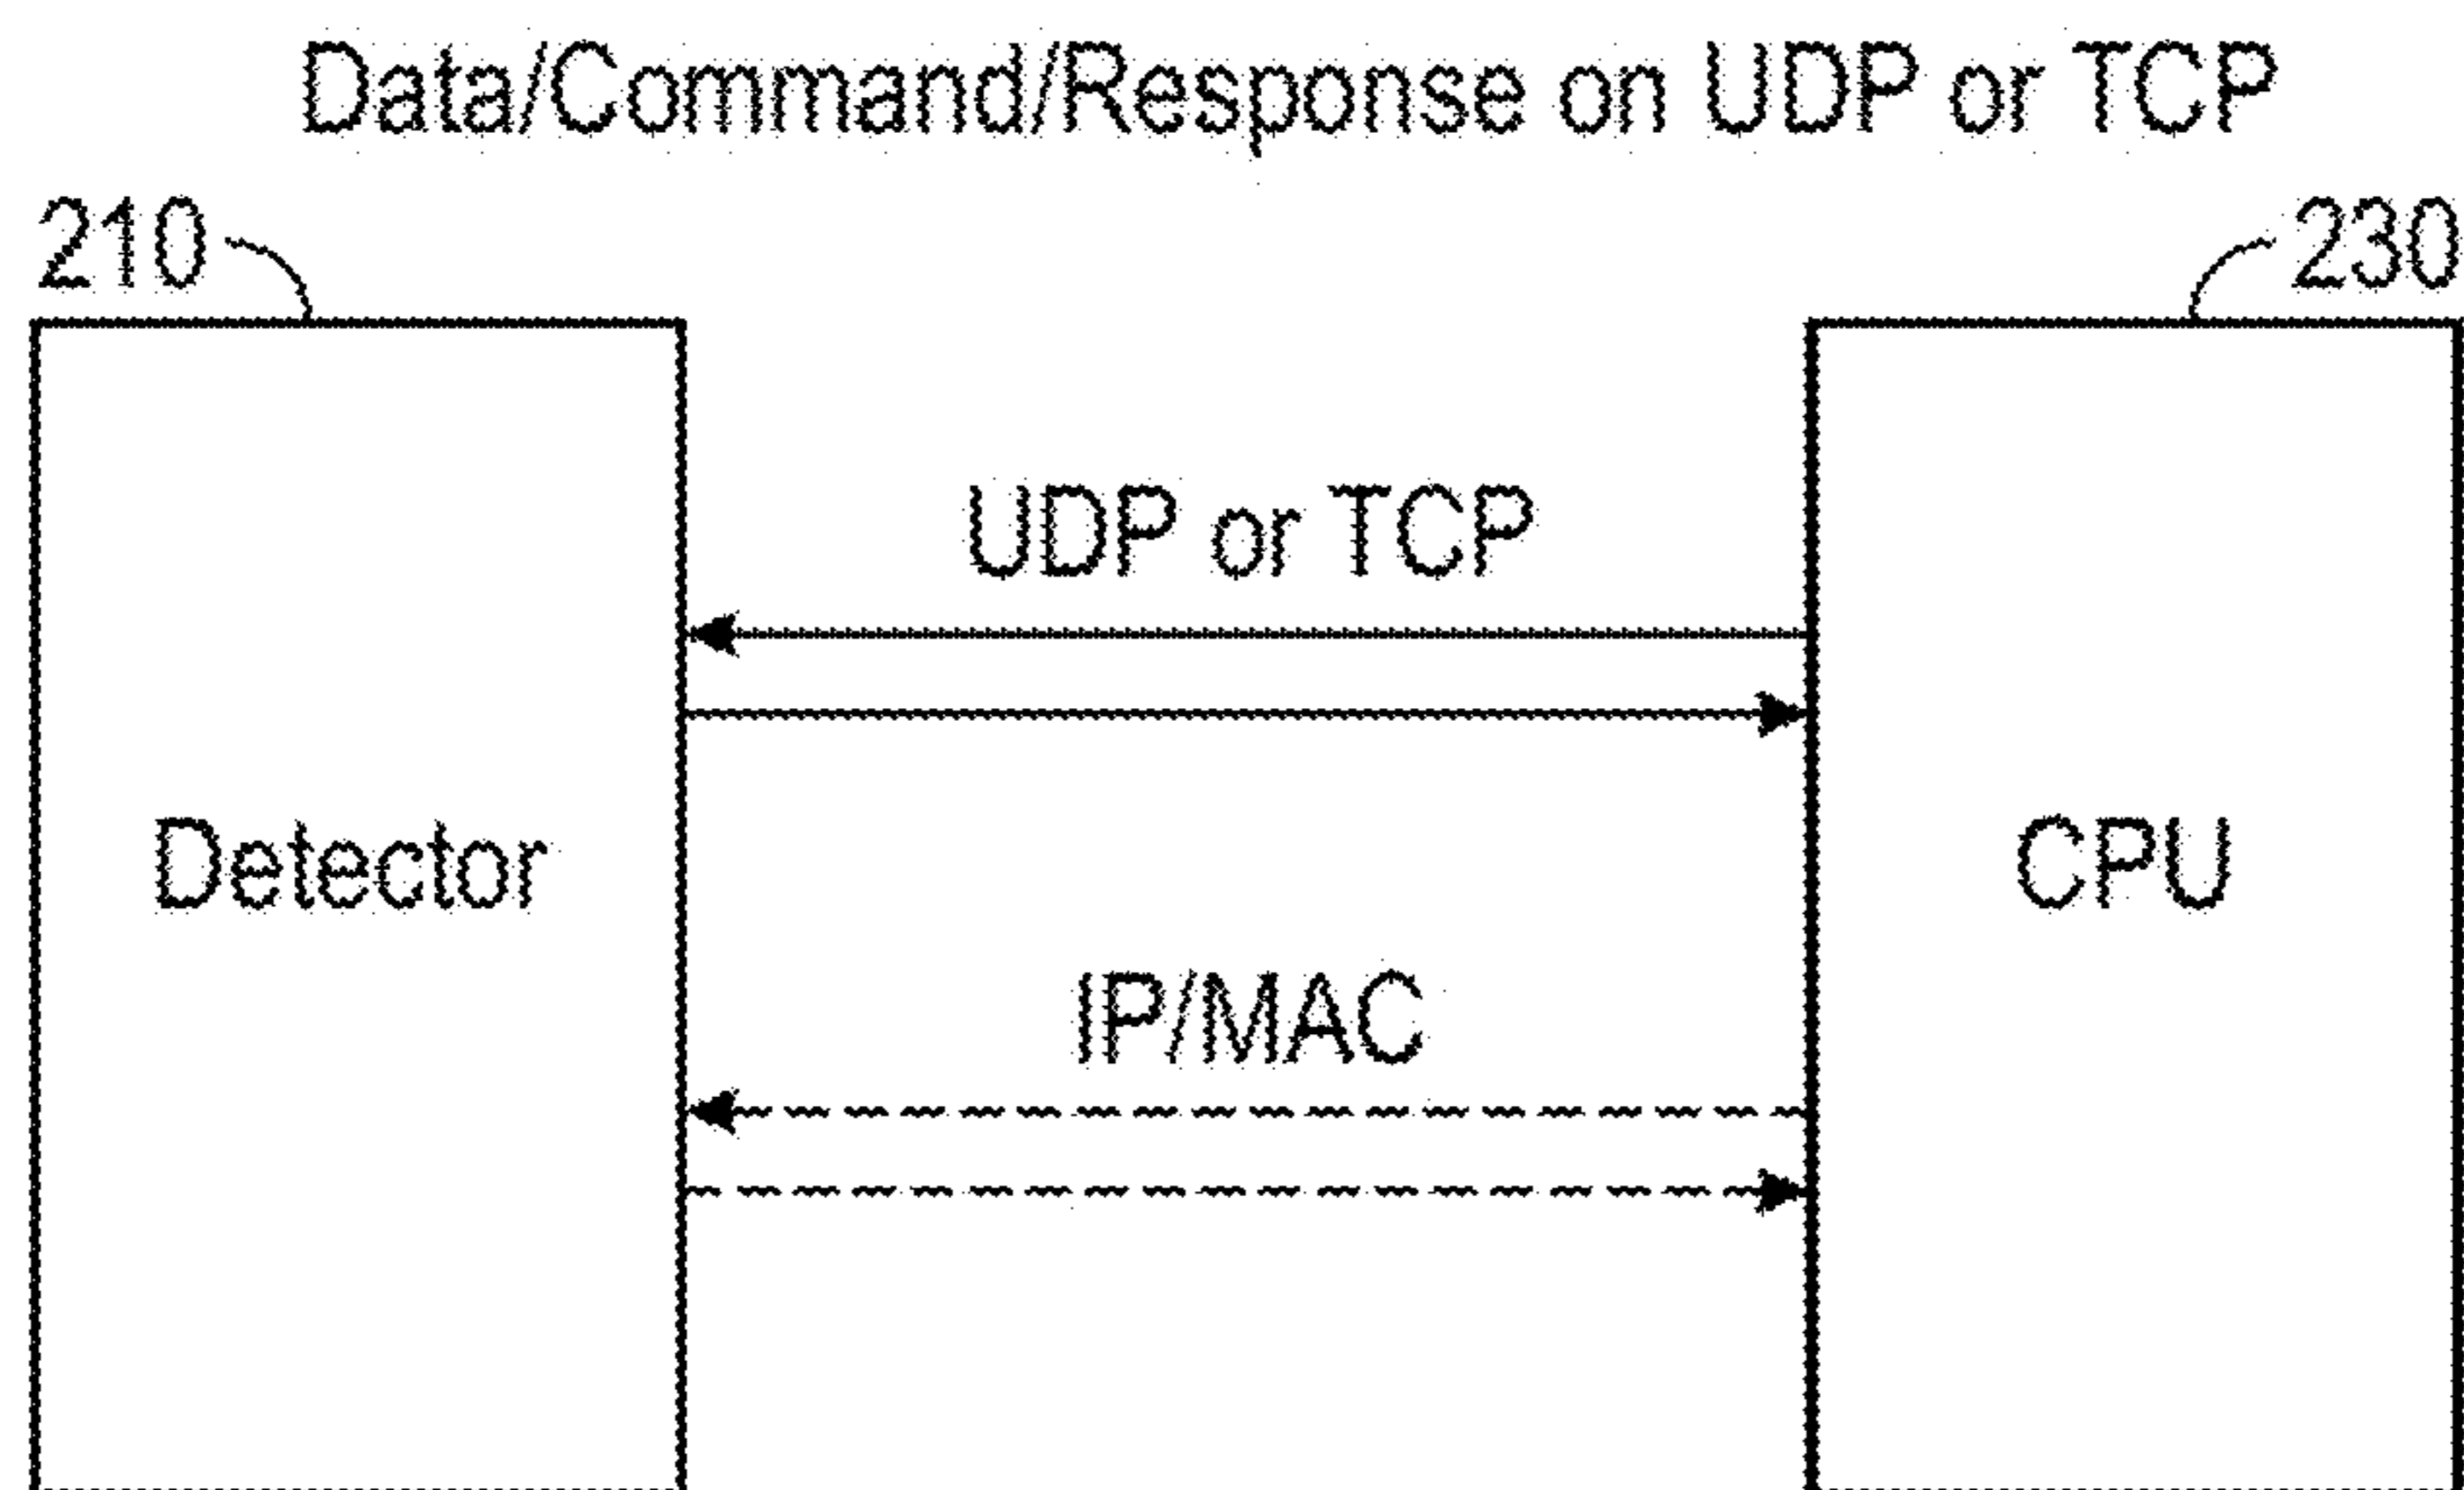 Data/Command/Response on UDP or TCP
210
230
UDP or TCP
Detector
CPU
IP/MAC